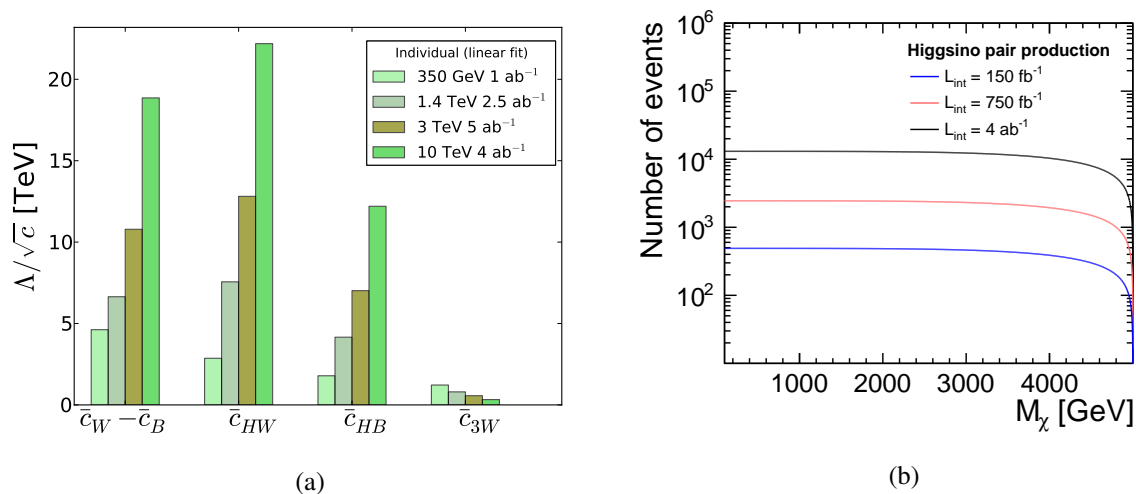 Individual (linear fit)
350 GeV 1 ab⁻¹
1.4 TeV 2.5 ab⁻¹
3 TeV 5 ab⁻¹
10 TeV 4 ab⁻¹
Λ/√c [TeV]
20
15
10
5
0
c̄_W − c̄_B
c̄_HW
c̄_HB
c̄_3W
(a)
Higgsino pair production
L_int = 150 fb⁻¹
L_int = 750 fb⁻¹
L_int = 4 ab⁻¹
Number of events
10⁶
10⁵
10⁴
10³
10²
1000 2000 3000 4000
M_χ [GeV]
(b)